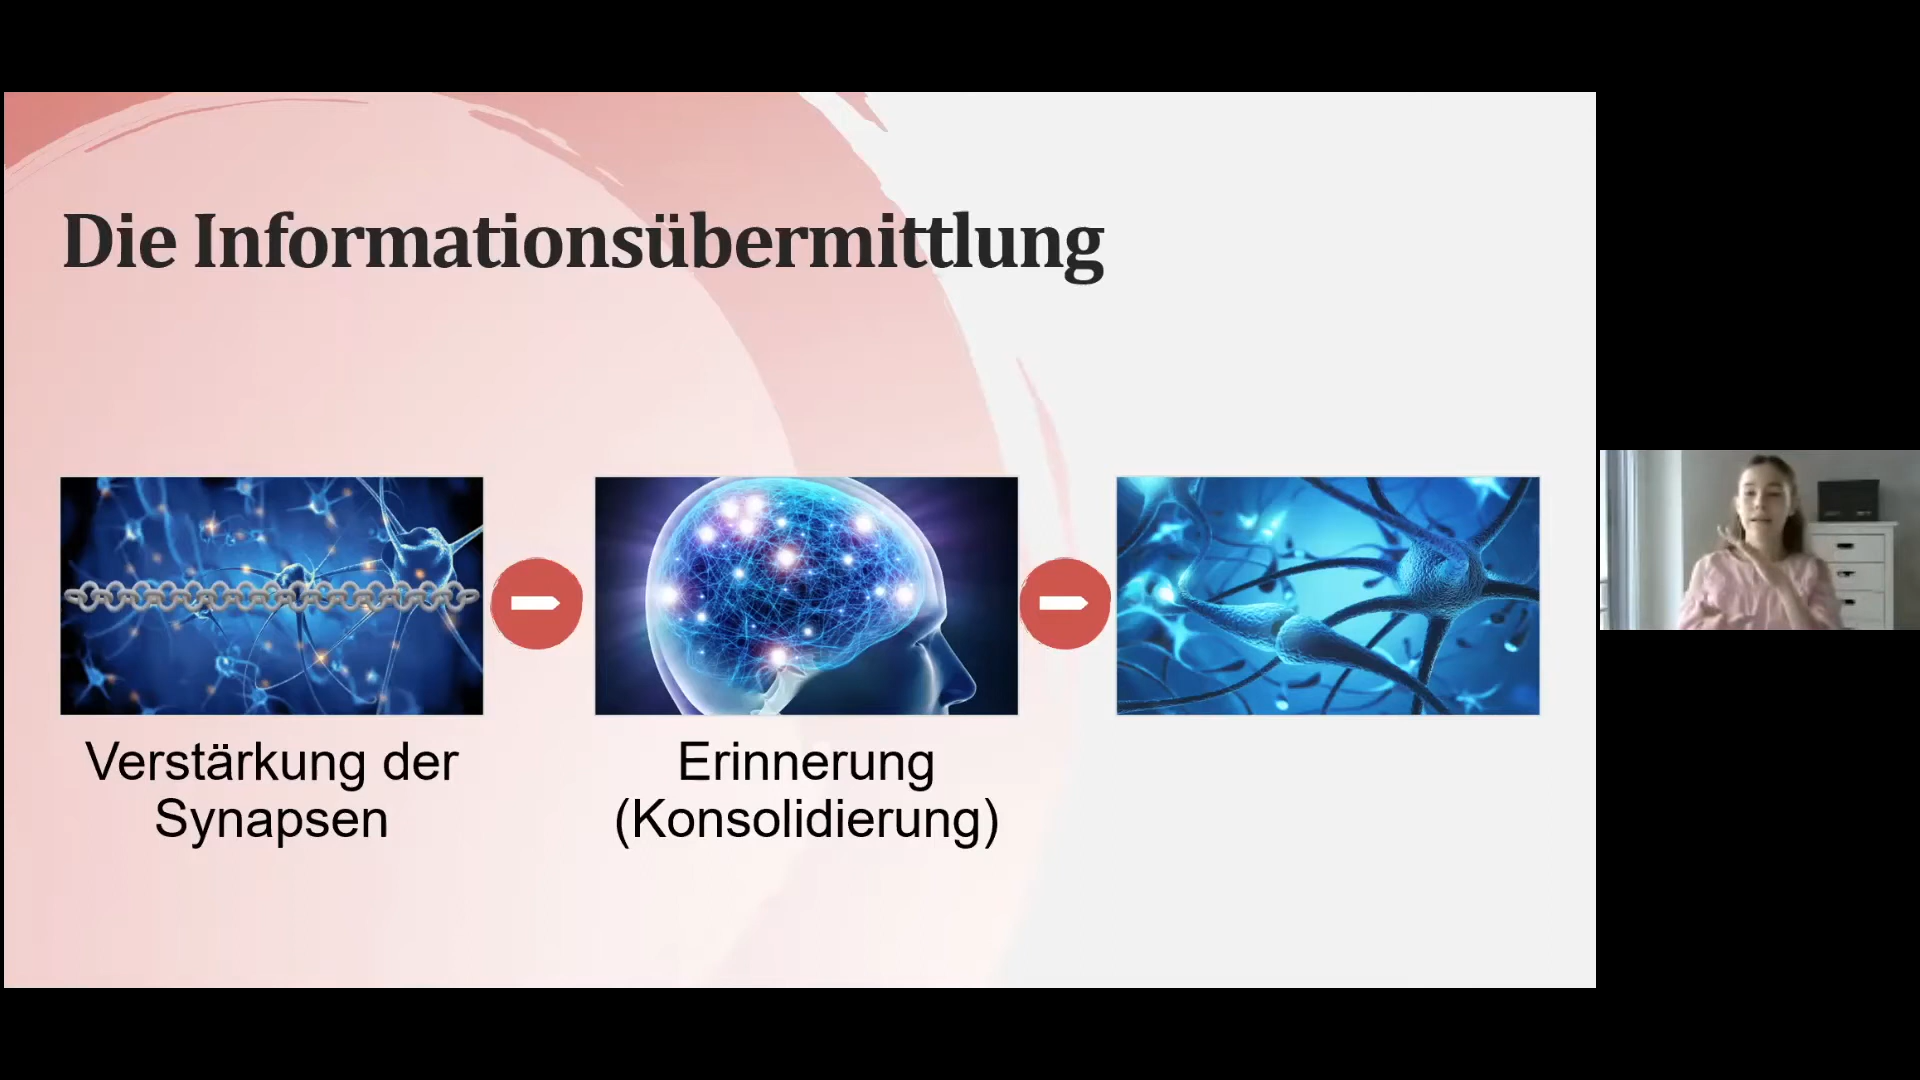 Die Informationsübermittlung
Verstärkung der
Synapsen
Erinnerung
(Konsolidierung)